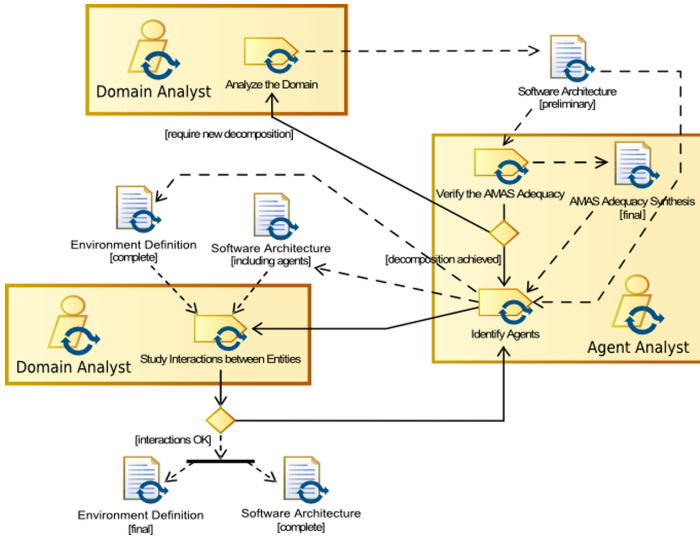 Domain Analyst
Analyze the Domain
Software Architecture
[preliminary]
[require new decomposition]
Verify the AMAS Adequacy
AMAS Adequacy Synthesis
[final]
Environment Definition
[complete]
Software Architecture
[including agents]
[decomposition achieved]
Identify Agents
Agent Analyst
Domain Analyst
Study Interactions between Entities
[interactions OK]
Environment Definition
[final]
Software Architecture
[complete]